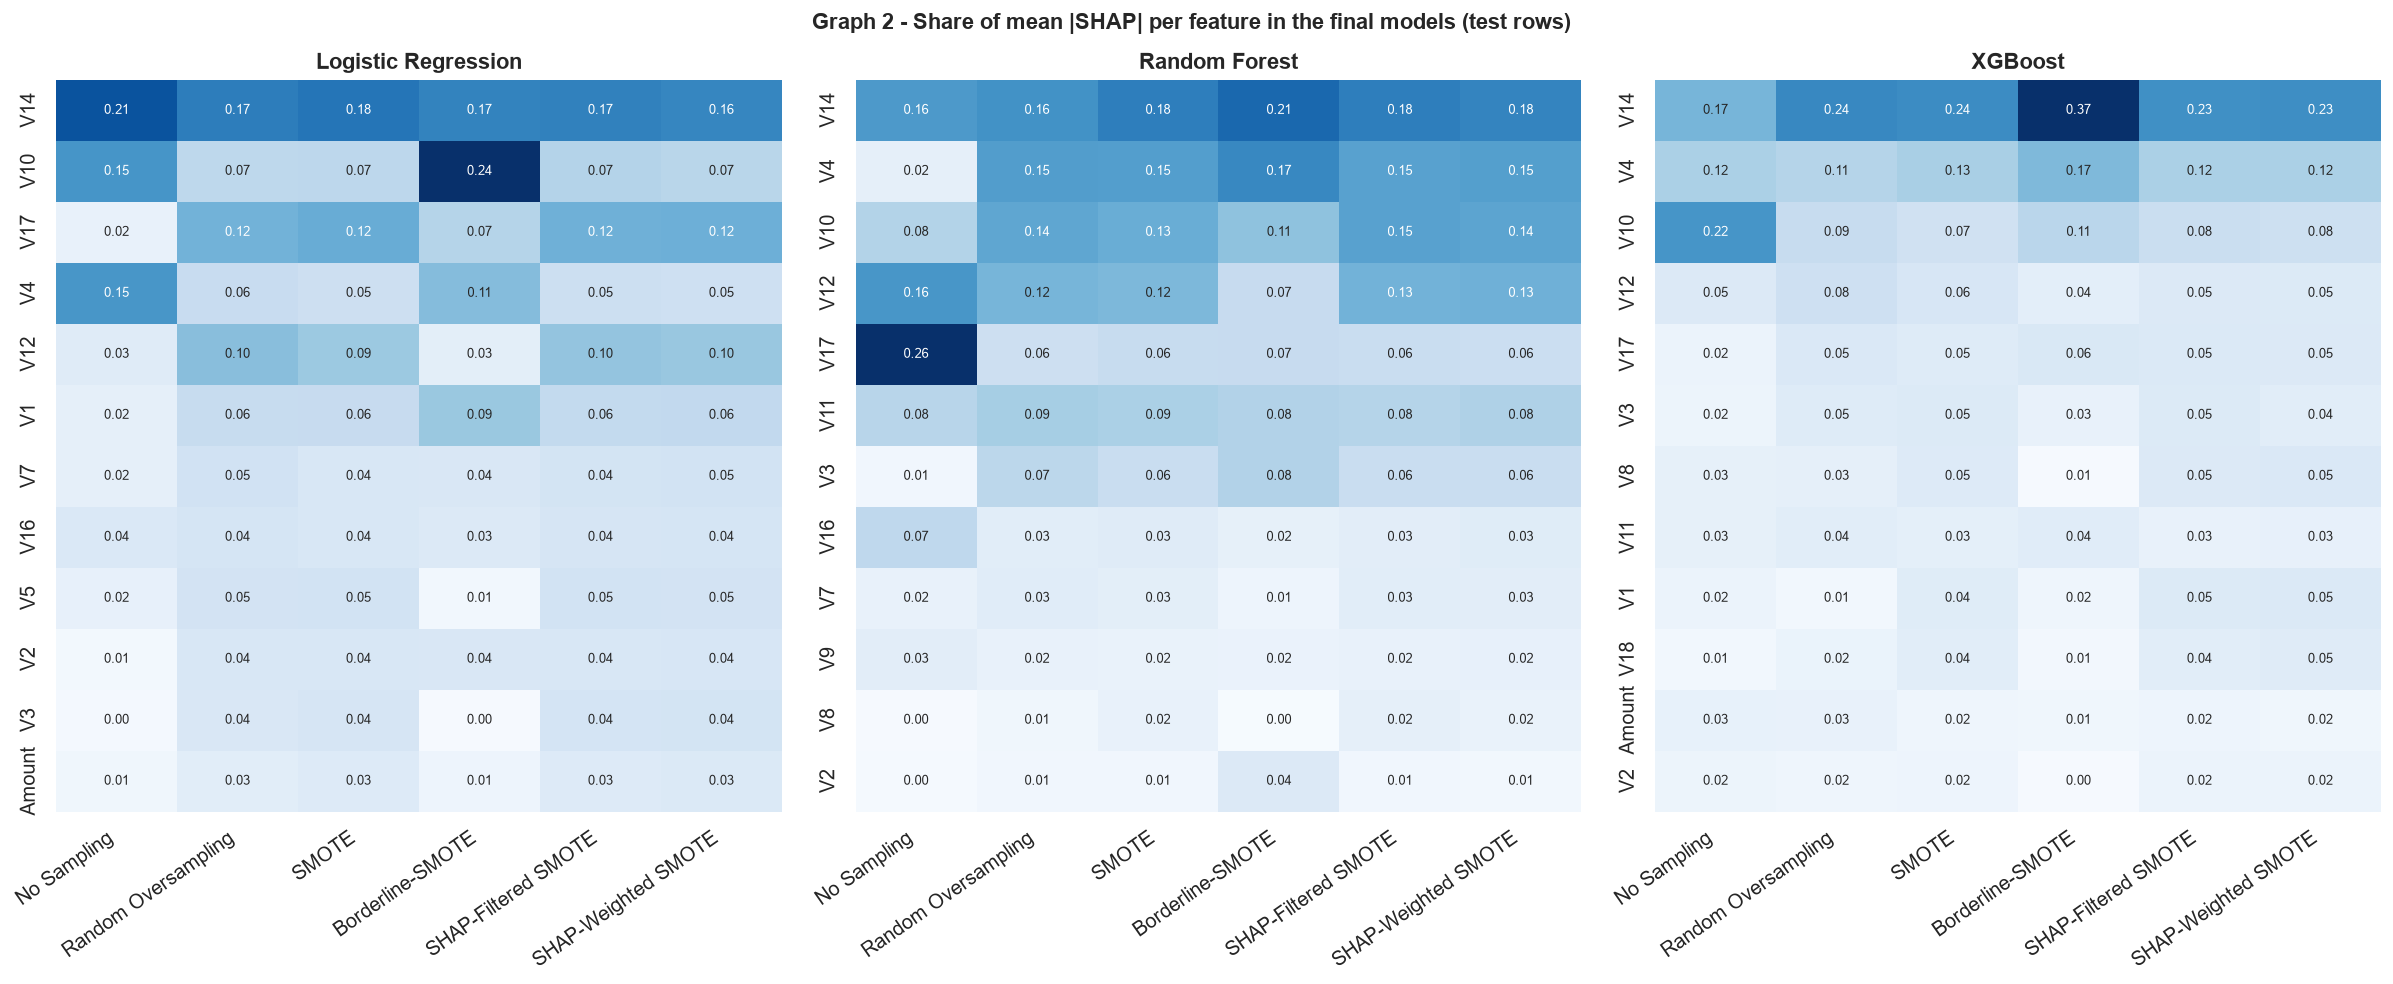 Graph 2 - Share of mean |SHAP| per feature in the final models (test rows)
Logistic Regression
V14 0.21 0.17 0.18 0.17 0.17 0.16
V10 0.15 0.07 0.07 0.24 0.07 0.07
V17 0.02 0.12 0.12 0.07 0.12 0.12
V4 0.15 0.06 0.05 0.11 0.05 0.05
V12 0.03 0.10 0.09 0.03 0.10 0.10
V1 0.02 0.06 0.06 0.09 0.06 0.06
V7 0.02 0.05 0.04 0.04 0.04 0.05
V16 0.04 0.04 0.04 0.03 0.04 0.04
V5 0.02 0.05 0.05 0.01 0.05 0.05
V2 0.01 0.04 0.04 0.04 0.04 0.04
V3 0.00 0.04 0.04 0.00 0.04 0.04
Amount 0.01 0.03 0.03 0.01 0.03 0.03
No Sampling
Random Oversampling
SMOTE
Borderline-SMOTE
SHAP-Filtered SMOTE
SHAP-Weighted SMOTE
Random Forest
V14 0.16 0.16 0.18 0.21 0.18 0.18
V4 0.02 0.15 0.15 0.17 0.15 0.15
V10 0.08 0.14 0.13 0.11 0.15 0.14
V12 0.16 0.12 0.12 0.07 0.13 0.13
V17 0.26 0.06 0.06 0.07 0.06 0.06
V11 0.08 0.09 0.09 0.08 0.08 0.08
V3 0.01 0.07 0.06 0.08 0.06 0.06
V16 0.07 0.03 0.03 0.02 0.03 0.03
V7 0.02 0.03 0.03 0.01 0.03 0.03
V9 0.03 0.02 0.02 0.02 0.02 0.02
V8 0.00 0.01 0.02 0.00 0.02 0.02
V2 0.00 0.01 0.01 0.04 0.01 0.01
No Sampling
Random Oversampling
SMOTE
Borderline-SMOTE
SHAP-Filtered SMOTE
SHAP-Weighted SMOTE
XGBoost
V14 0.17 0.24 0.24 0.37 0.23 0.23
V4 0.12 0.11 0.13 0.17 0.12 0.12
V10 0.22 0.09 0.07 0.11 0.08 0.08
V12 0.05 0.08 0.06 0.04 0.05 0.05
V17 0.02 0.05 0.05 0.06 0.05 0.05
V3 0.02 0.05 0.05 0.03 0.05 0.04
V8 0.03 0.03 0.05 0.01 0.05 0.05
V11 0.03 0.04 0.03 0.04 0.03 0.03
V1 0.02 0.01 0.04 0.02 0.05 0.05
V18 0.01 0.02 0.04 0.01 0.04 0.05
Amount 0.03 0.03 0.02 0.01 0.02 0.02
V2 0.02 0.02 0.02 0.00 0.02 0.02
No Sampling
Random Oversampling
SMOTE
Borderline-SMOTE
SHAP-Filtered SMOTE
SHAP-Weighted SMOTE